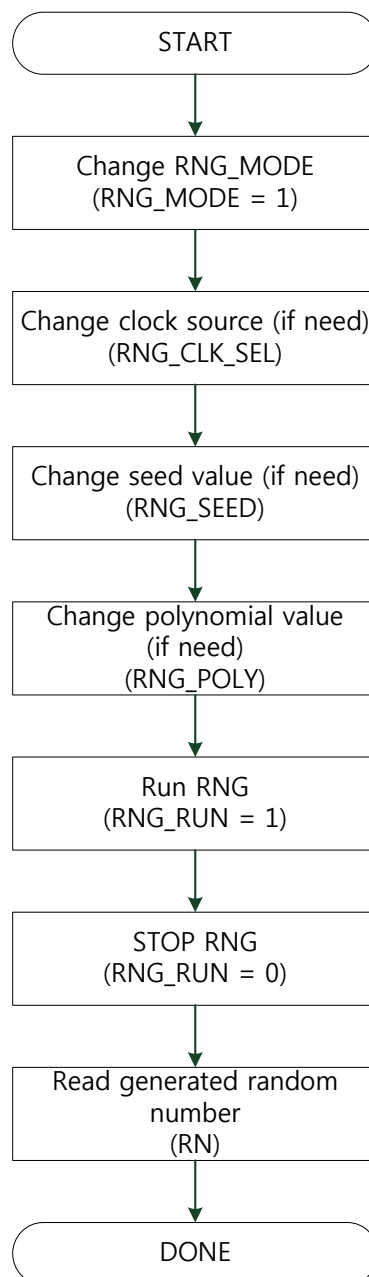 START
Change RNG_MODE
(RNG_MODE = 1)
Change clock source (if need)
(RNG_CLK_SEL)
Change seed value (if need)
(RNG_SEED)
Change polynomial value
(if need)
(RNG_POLY)
Run RNG
(RNG_RUN = 1)
STOP RNG
(RNG_RUN = 0)
Read generated random
number
(RN)
DONE